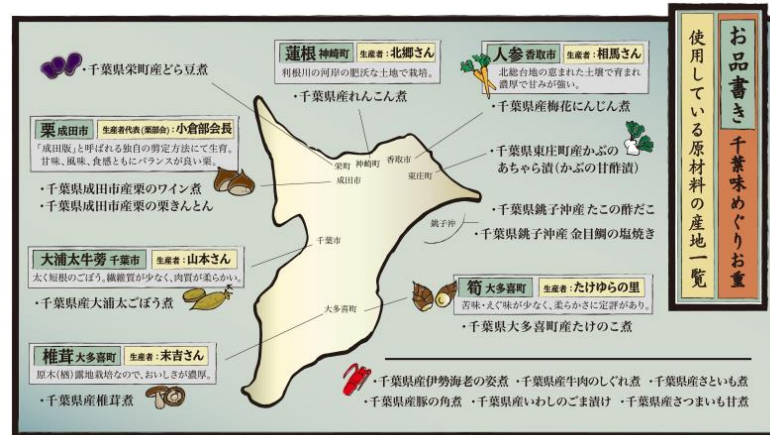 お品書き 千葉味めぐりお重
使用している原材料の産地一覧
・千葉県栄町産どら豆煮
蓮根 神崎町 生産者:北郷さん
利根川の河岸の肥沃な土地で栽培。
・千葉県産れんこん煮
人参 香取市 生産者:相馬さん
北総台地の恵まれた土壌で育まれ
濃厚で甘みが強い。
・千葉県産梅花にんじん煮
栗 成田市 生産者代表(栗部会):小倉部会長
「成田版」と呼ばれる独自の剪定方法にて生育。
甘味、風味、食感ともにバランスが良い栗。
・千葉県成田市産栗のワイン煮
・千葉県成田市産栗の栗きんとん
・千葉県東庄町産かぶの
あちゃら漬(かぶの甘酢漬)
・千葉県銚子沖産 たこの酢だこ
・千葉県銚子沖産 金目鯛の塩焼き
栄町
神崎町
香取市
東庄町
成田市
銚子沖
千葉市
大多喜町
大浦太牛蒡 千葉市 生産者:山本さん
太く短根のごぼう。繊維質が少なく、肉質が柔らかい。
・千葉県産大浦太ごぼう煮
筍 大多喜町 生産者:たけゆらの里
苦味・えぐ味が少なく、柔らかさに定評があり。
・千葉県大多喜町産たけのこ煮
椎茸 大多喜町 生産者:末吉さん
原木(楢)露地栽培なので、おいしさが濃厚。
・千葉県産椎茸煮
・千葉県産伊勢海老の姿煮 ・千葉県産牛肉のしぐれ煮 ・千葉県産さといも煮
・千葉県産豚の角煮 ・千葉県産いわしのごま漬け ・千葉県産さつまいも甘煮